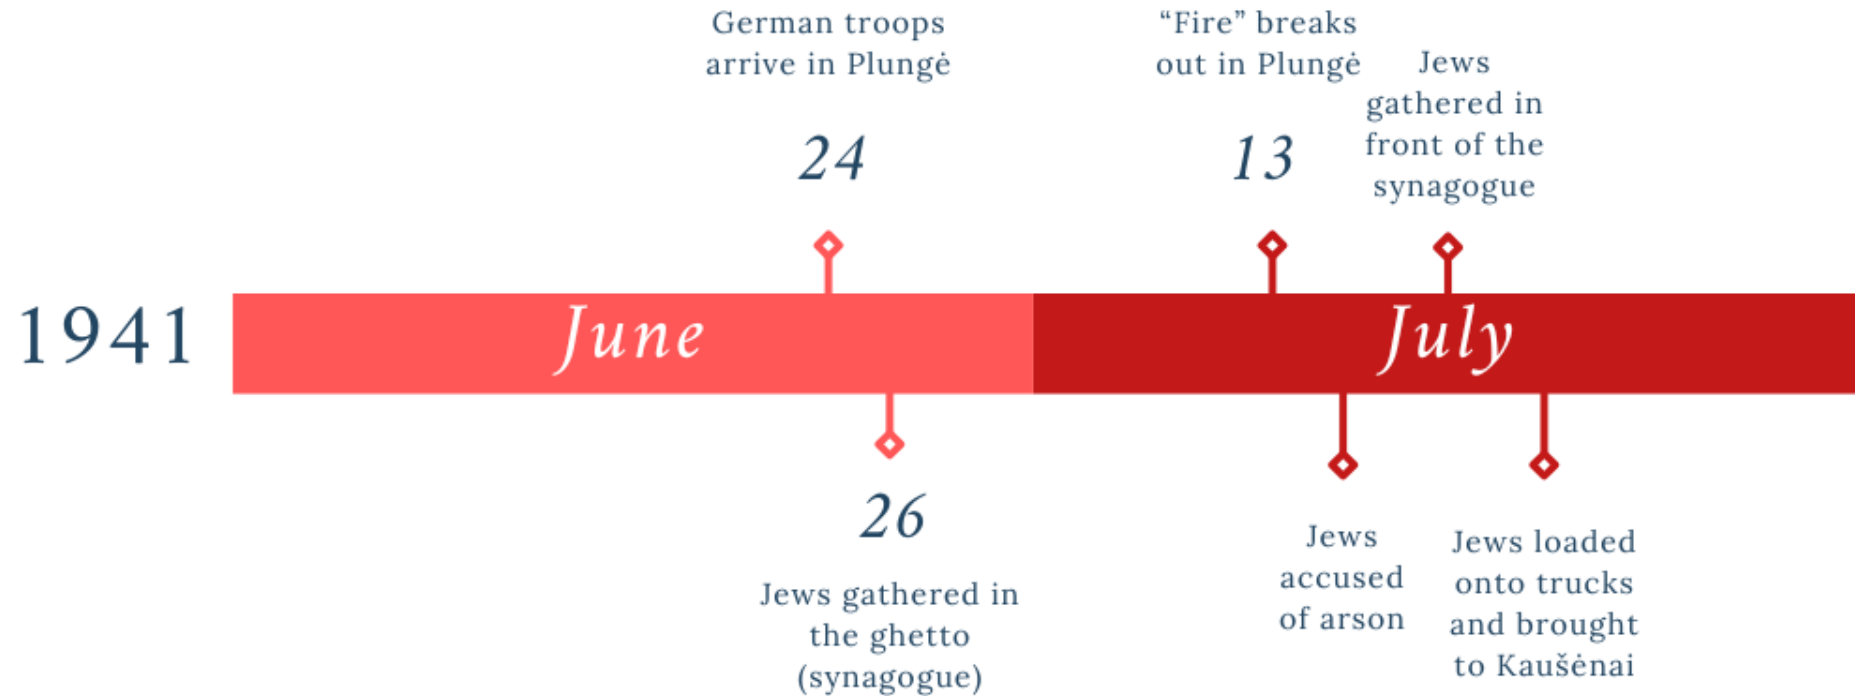 German troops
arrive in Plungė
24
“Fire” breaks
out in Plungė
13
Jews
gathered in
front of the
synagogue
1941
June
July
26
Jews gathered in
the ghetto
(synagogue)
Jews
accused
of arson
Jews loaded
onto trucks
and brought
to Kaušėnai